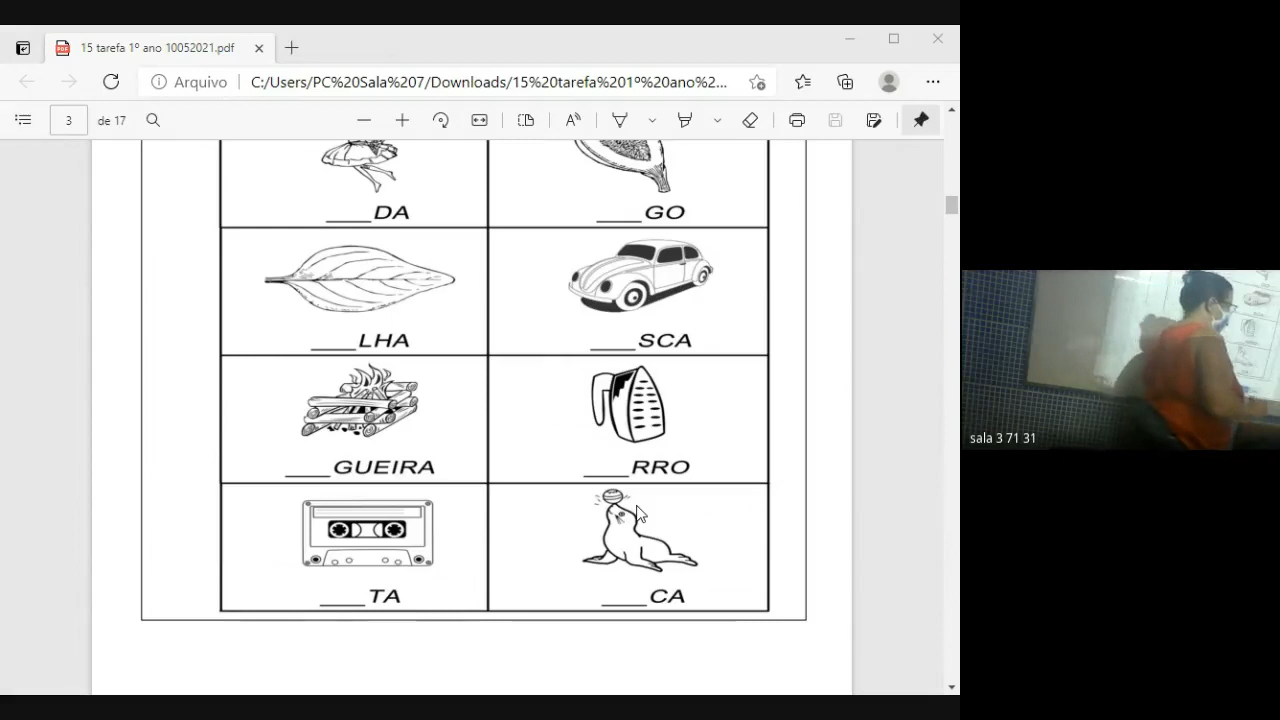 15 tarefa 1º ano 10052021.pdf
Arquivo C:/Users/PC%20Sala%207/Downloads/15%20tarefa%201º%20ano%2...
3 de 17
____DA ____GO
____LHA ____SCA
____GUEIRA ____RRO
____TA ____CA
sala 3 71 31